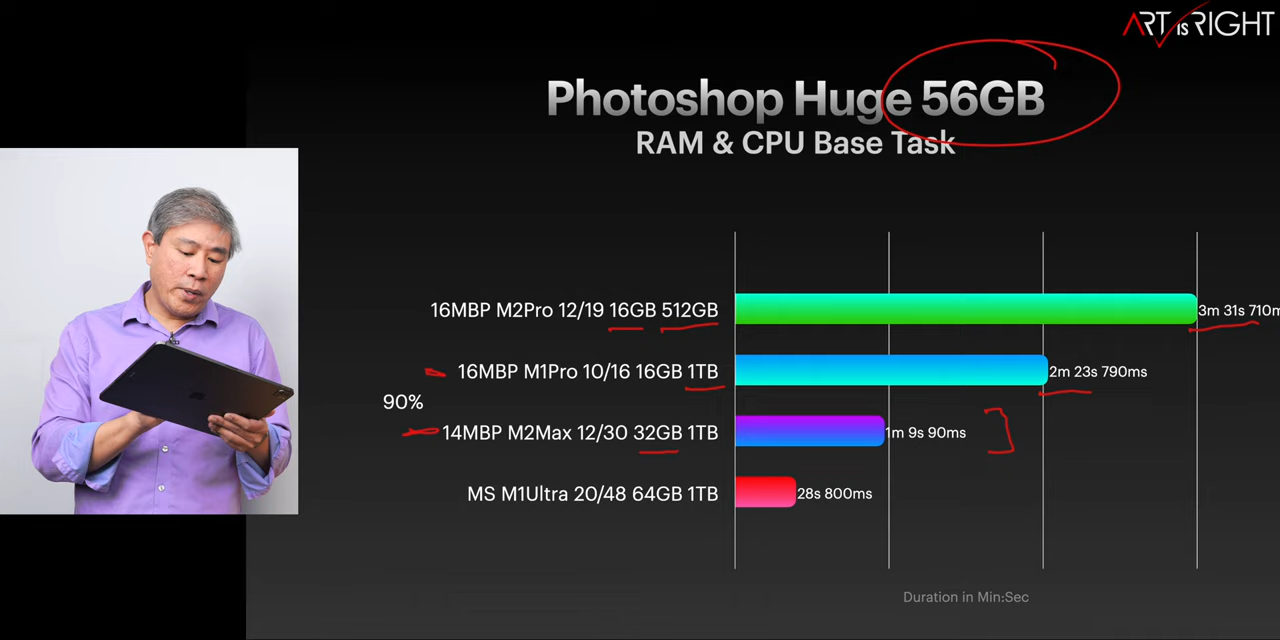 ART IS RIGHT
Photoshop Huge 56GB
RAM & CPU Base Task
16MBP M2Pro 12/19 16GB 512GB
3m 31s 710m
16MBP M1Pro 10/16 16GB 1TB
2m 23s 790ms
90%
14MBP M2Max 12/30 32GB 1TB
1m 9s 90ms
MS M1Ultra 20/48 64GB 1TB
28s 800ms
Duration in Min:Sec